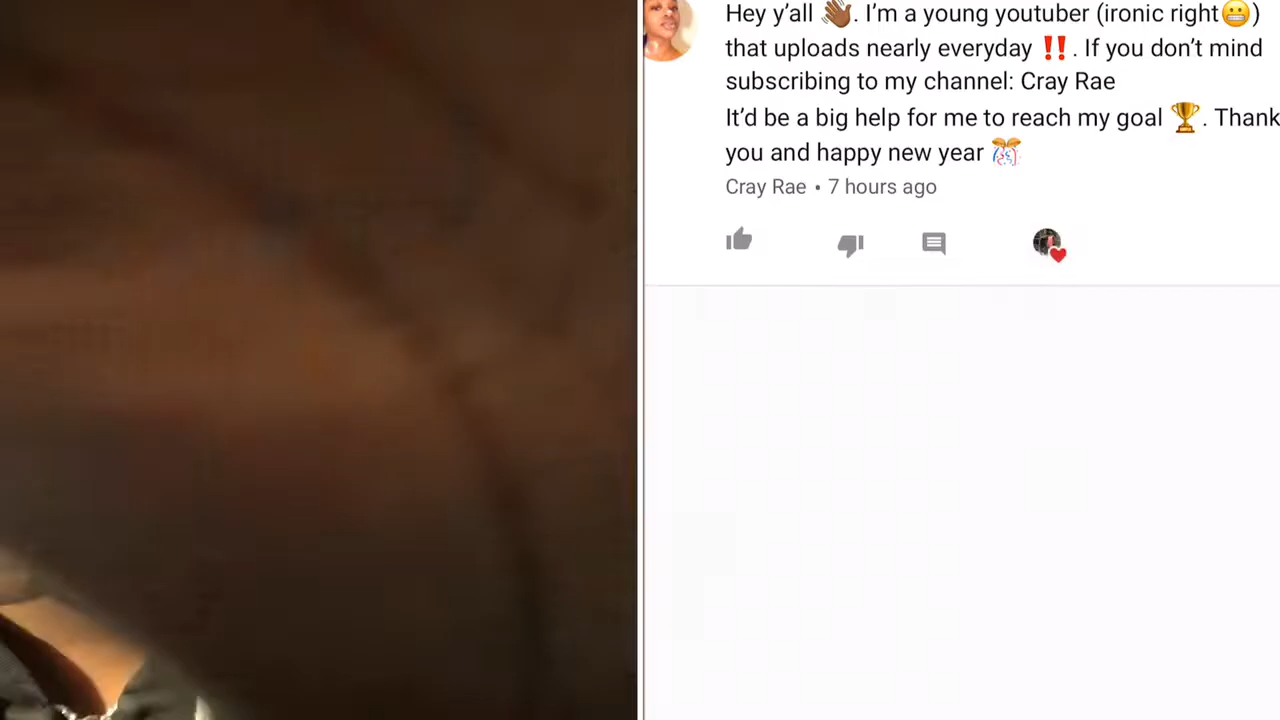 Hey y’all 👋🏾. I’m a young youtuber (ironic right😬)
that uploads nearly everyday ‼️. If you don’t mind
subscribing to my channel: Cray Rae
It’d be a big help for me to reach my goal 🏆. Thank
you and happy new year 🎊
Cray Rae • 7 hours ago